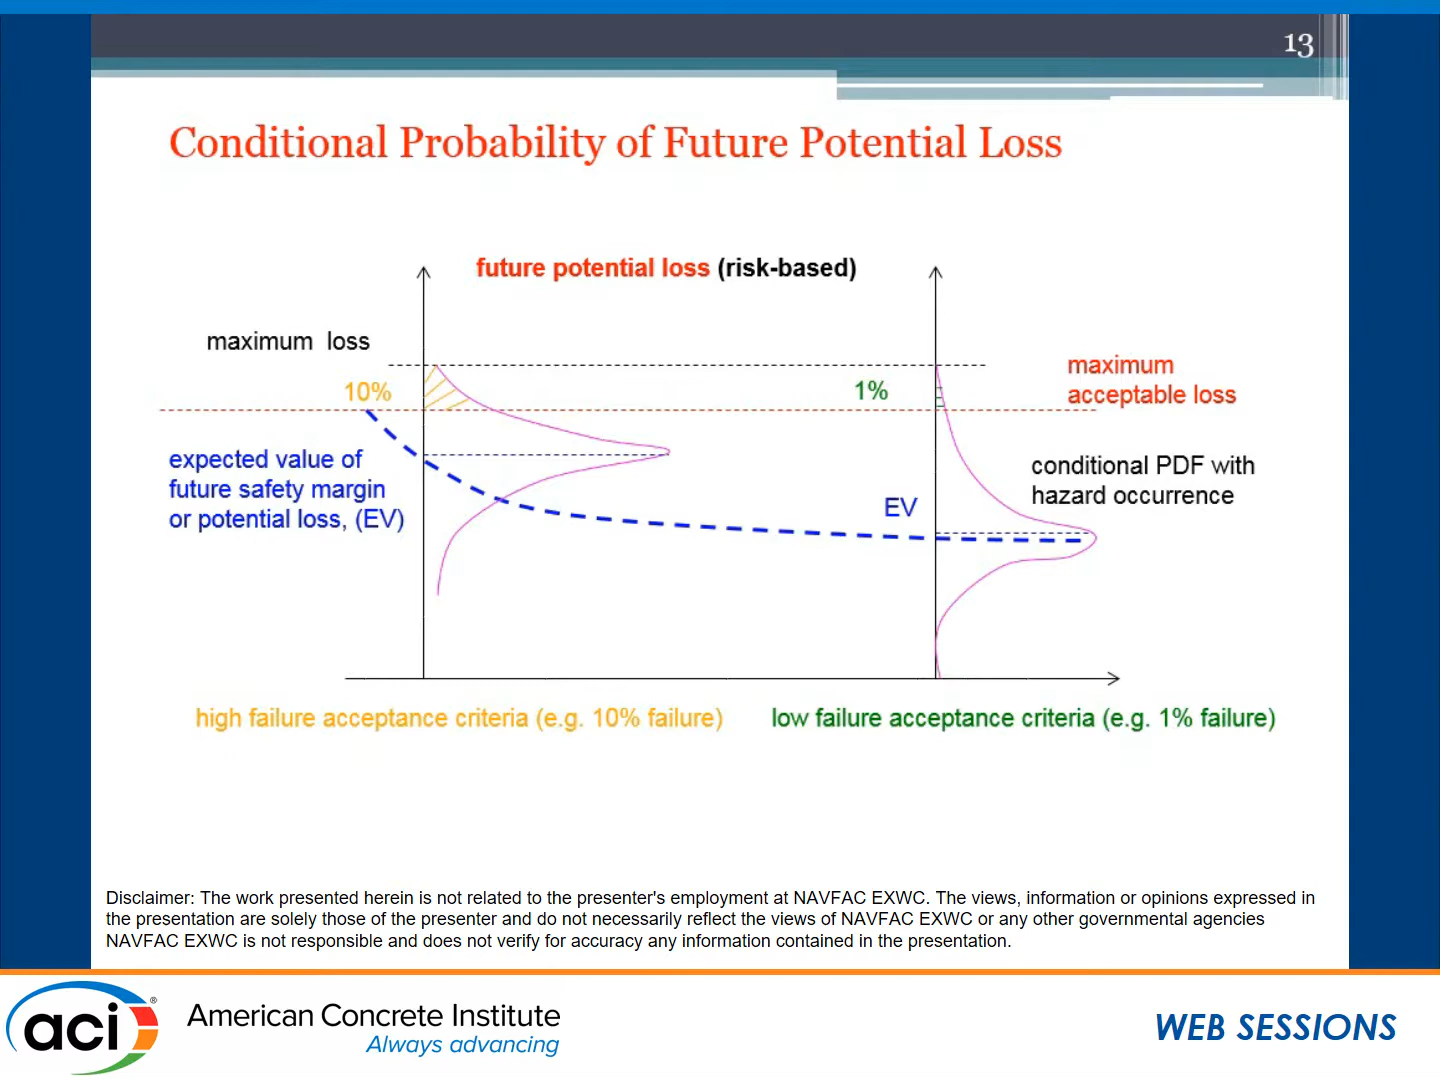 13
Conditional Probability of Future Potential Loss
future potential loss (risk-based)
maximum loss
10%
1%
maximum
acceptable loss
expected value of
future safety margin
or potential loss, (EV)
EV
conditional PDF with
hazard occurrence
high failure acceptance criteria (e.g. 10% failure)
low failure acceptance criteria (e.g. 1% failure)
Disclaimer: The work presented herein is not related to the presenter's employment at NAVFAC EXWC. The views, information or opinions expressed in
the presentation are solely those of the presenter and do not necessarily reflect the views of NAVFAC EXWC or any other governmental agencies
NAVFAC EXWC is not responsible and does not verify for accuracy any information contained in the presentation.
aci®
American Concrete Institute
Always advancing
WEB SESSIONS